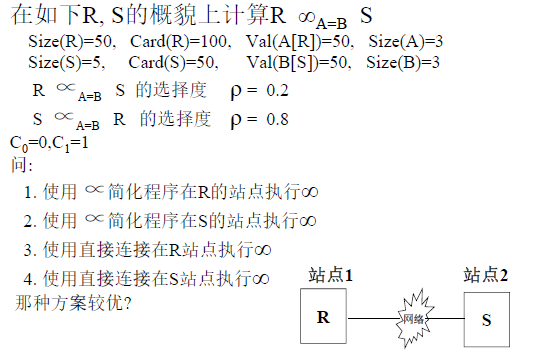 在如下R, S的概貌上计算R ∞A=B S
Size(R)=50, Card(R)=100, Val(A[R])=50, Size(A)=3
Size(S)=5, Card(S)=50, Val(B[S])=50, Size(B)=3
R ∝A=B S 的选择度 ρ = 0.2
S ∝A=B R 的选择度 ρ = 0.8
C0=0,C1=1
问:
1. 使用 ∝简化程序在R的站点执行∞
2. 使用 ∝简化程序在S的站点执行∞
3. 使用直接连接在R站点执行∞
4. 使用直接连接在S站点执行∞
那种方案较优?
站点1 站点2
R 网络 S